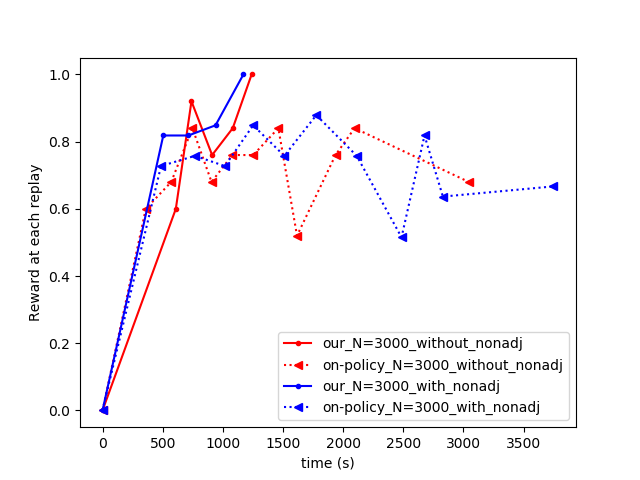 1.0
0.8
0.6
0.4
0.2
0.0
Reward at each replay
our_N=3000_without_nonadj
on-policy_N=3000_without_nonadj
our_N=3000_with_nonadj
on-policy_N=3000_with_nonadj
0 500 1000 1500 2000 2500 3000 3500
time (s)